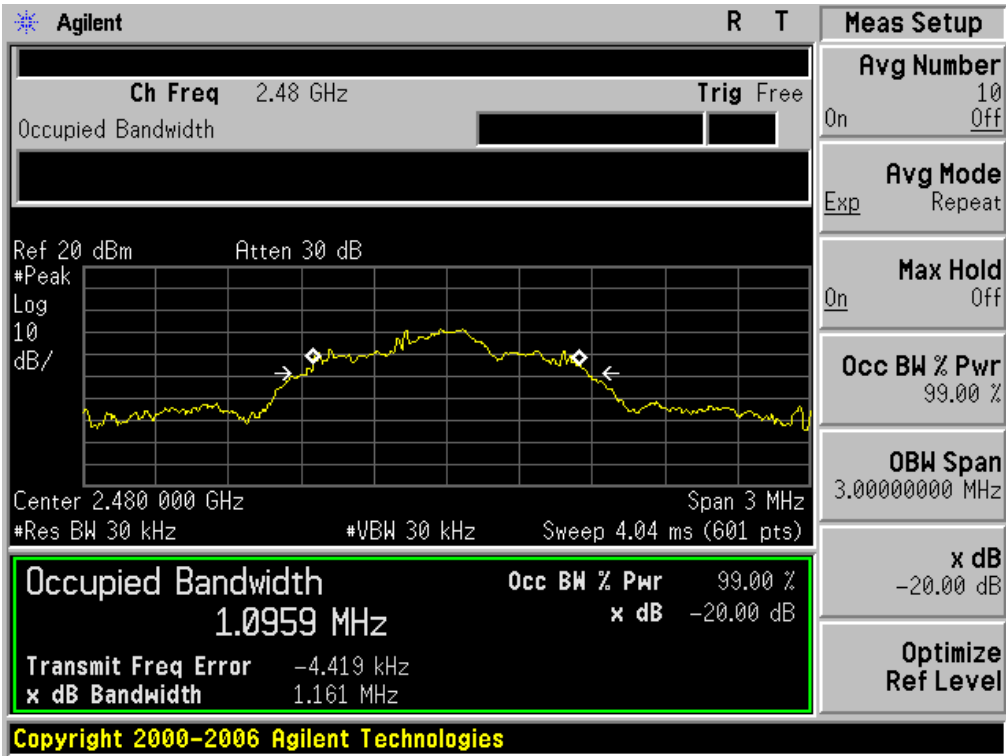 Agilent R T
Ch Freq 2.48 GHz Trig Free
Occupied Bandwidth
Ref 20 dBm Atten 30 dB
#Peak
Log
10
dB/
Center 2.480 000 GHz Span 3 MHz
#Res BW 30 kHz #VBW 30 kHz Sweep 4.04 ms (601 pts)
Occupied Bandwidth
1.0959 MHz
Occ BW % Pwr 99.00 %
x dB -20.00 dB
Transmit Freq Error -4.419 kHz
x dB Bandwidth 1.161 MHz
Copyright 2000-2006 Agilent Technologies
Meas Setup
Avg Number
10
On Off
Avg Mode
Exp Repeat
Max Hold
On Off
Occ BW % Pwr
99.00 %
OBW Span
3.00000000 MHz
x dB
-20.00 dB
Optimize
Ref Level